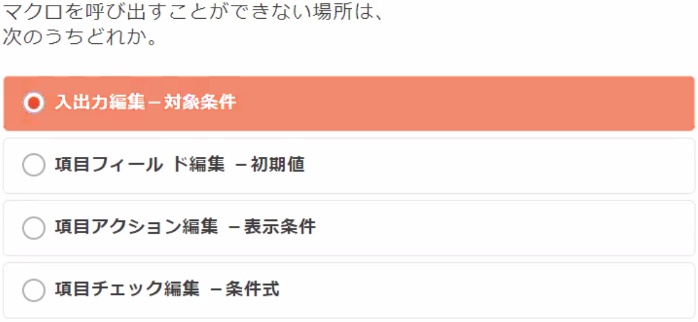 マクロを呼び出すことができない場所は、
次のうちどれか。
入出力編集－対象条件
項目フィール ド編集 －初期値
項目アクション編集 －表示条件
項目チェック編集 －条件式